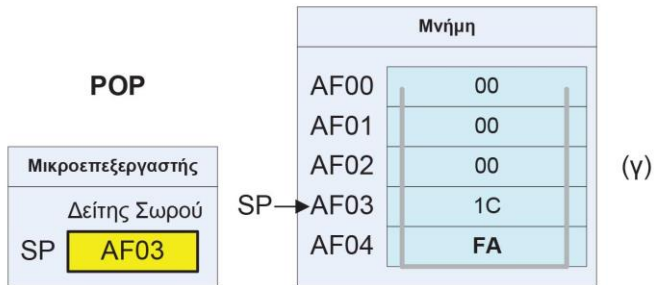 Μνήμη
POP
AF00 00
AF01 00
AF02 00
Μικροεπεξεργαστής
(γ)
Δείτης Σωρού
SP AF03 1C
SP AF03
AF04 FA